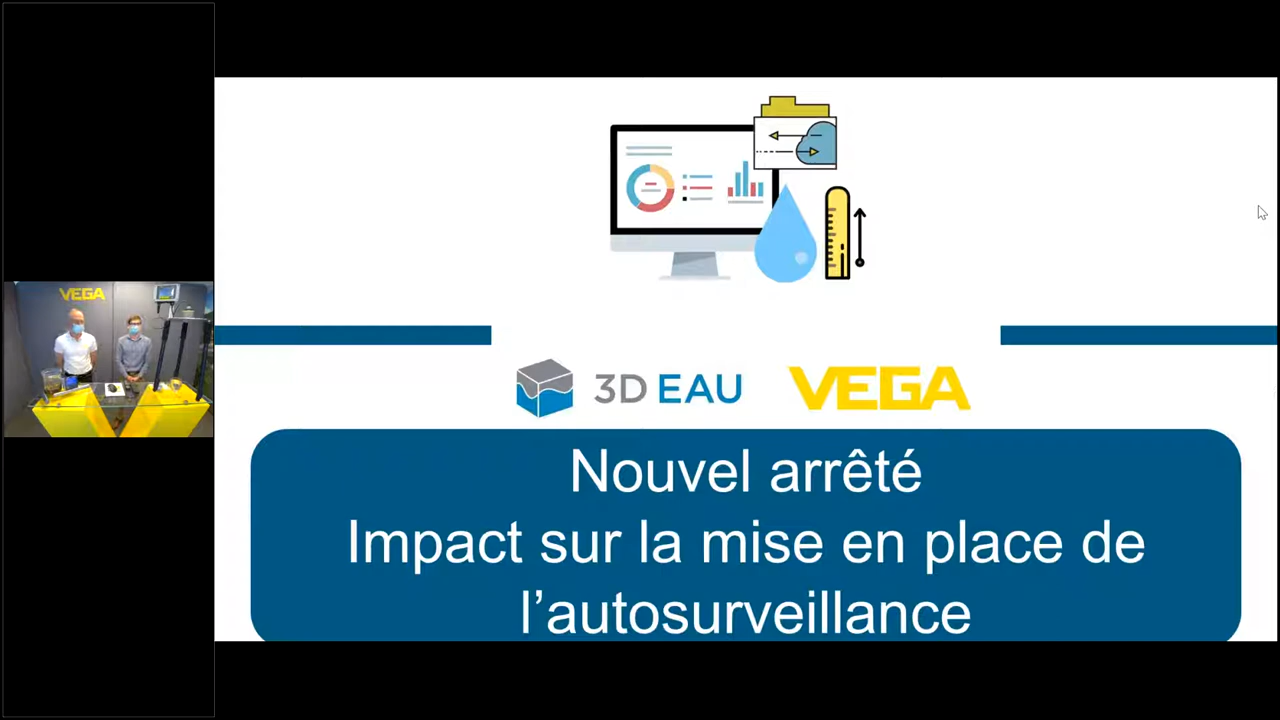 VEGA
3D EAU
VEGA
Nouvel arrêté
Impact sur la mise en place de
l’autosurveillance